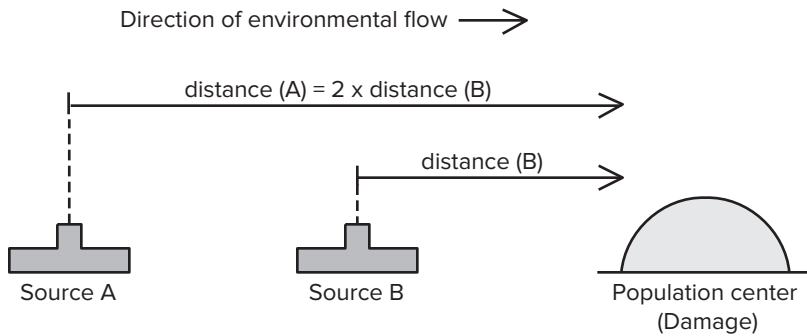 Direction of environmental flow
distance (A) = 2 x distance (B)
distance (B)
Source A
Source B
Population center
(Damage)